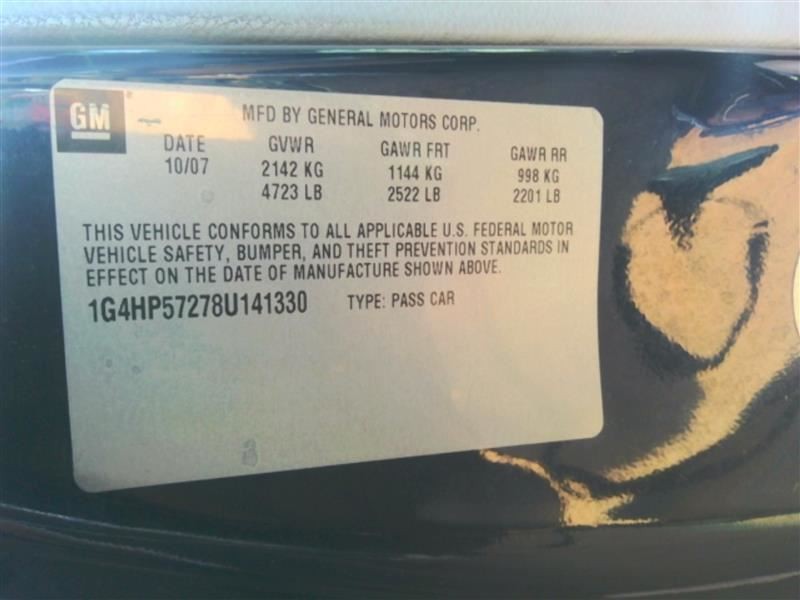 GM
MFD BY GENERAL MOTORS CORP.
DATE GVWR GAWR FRT GAWR RR
10/07 2142 KG 1144 KG 998 KG
4723 LB 2522 LB 2201 LB
THIS VEHICLE CONFORMS TO ALL APPLICABLE U.S. FEDERAL MOTOR
VEHICLE SAFETY, BUMPER, AND THEFT PREVENTION STANDARDS IN
EFFECT ON THE DATE OF MANUFACTURE SHOWN ABOVE.
1G4HP57278U141330 TYPE: PASS CAR